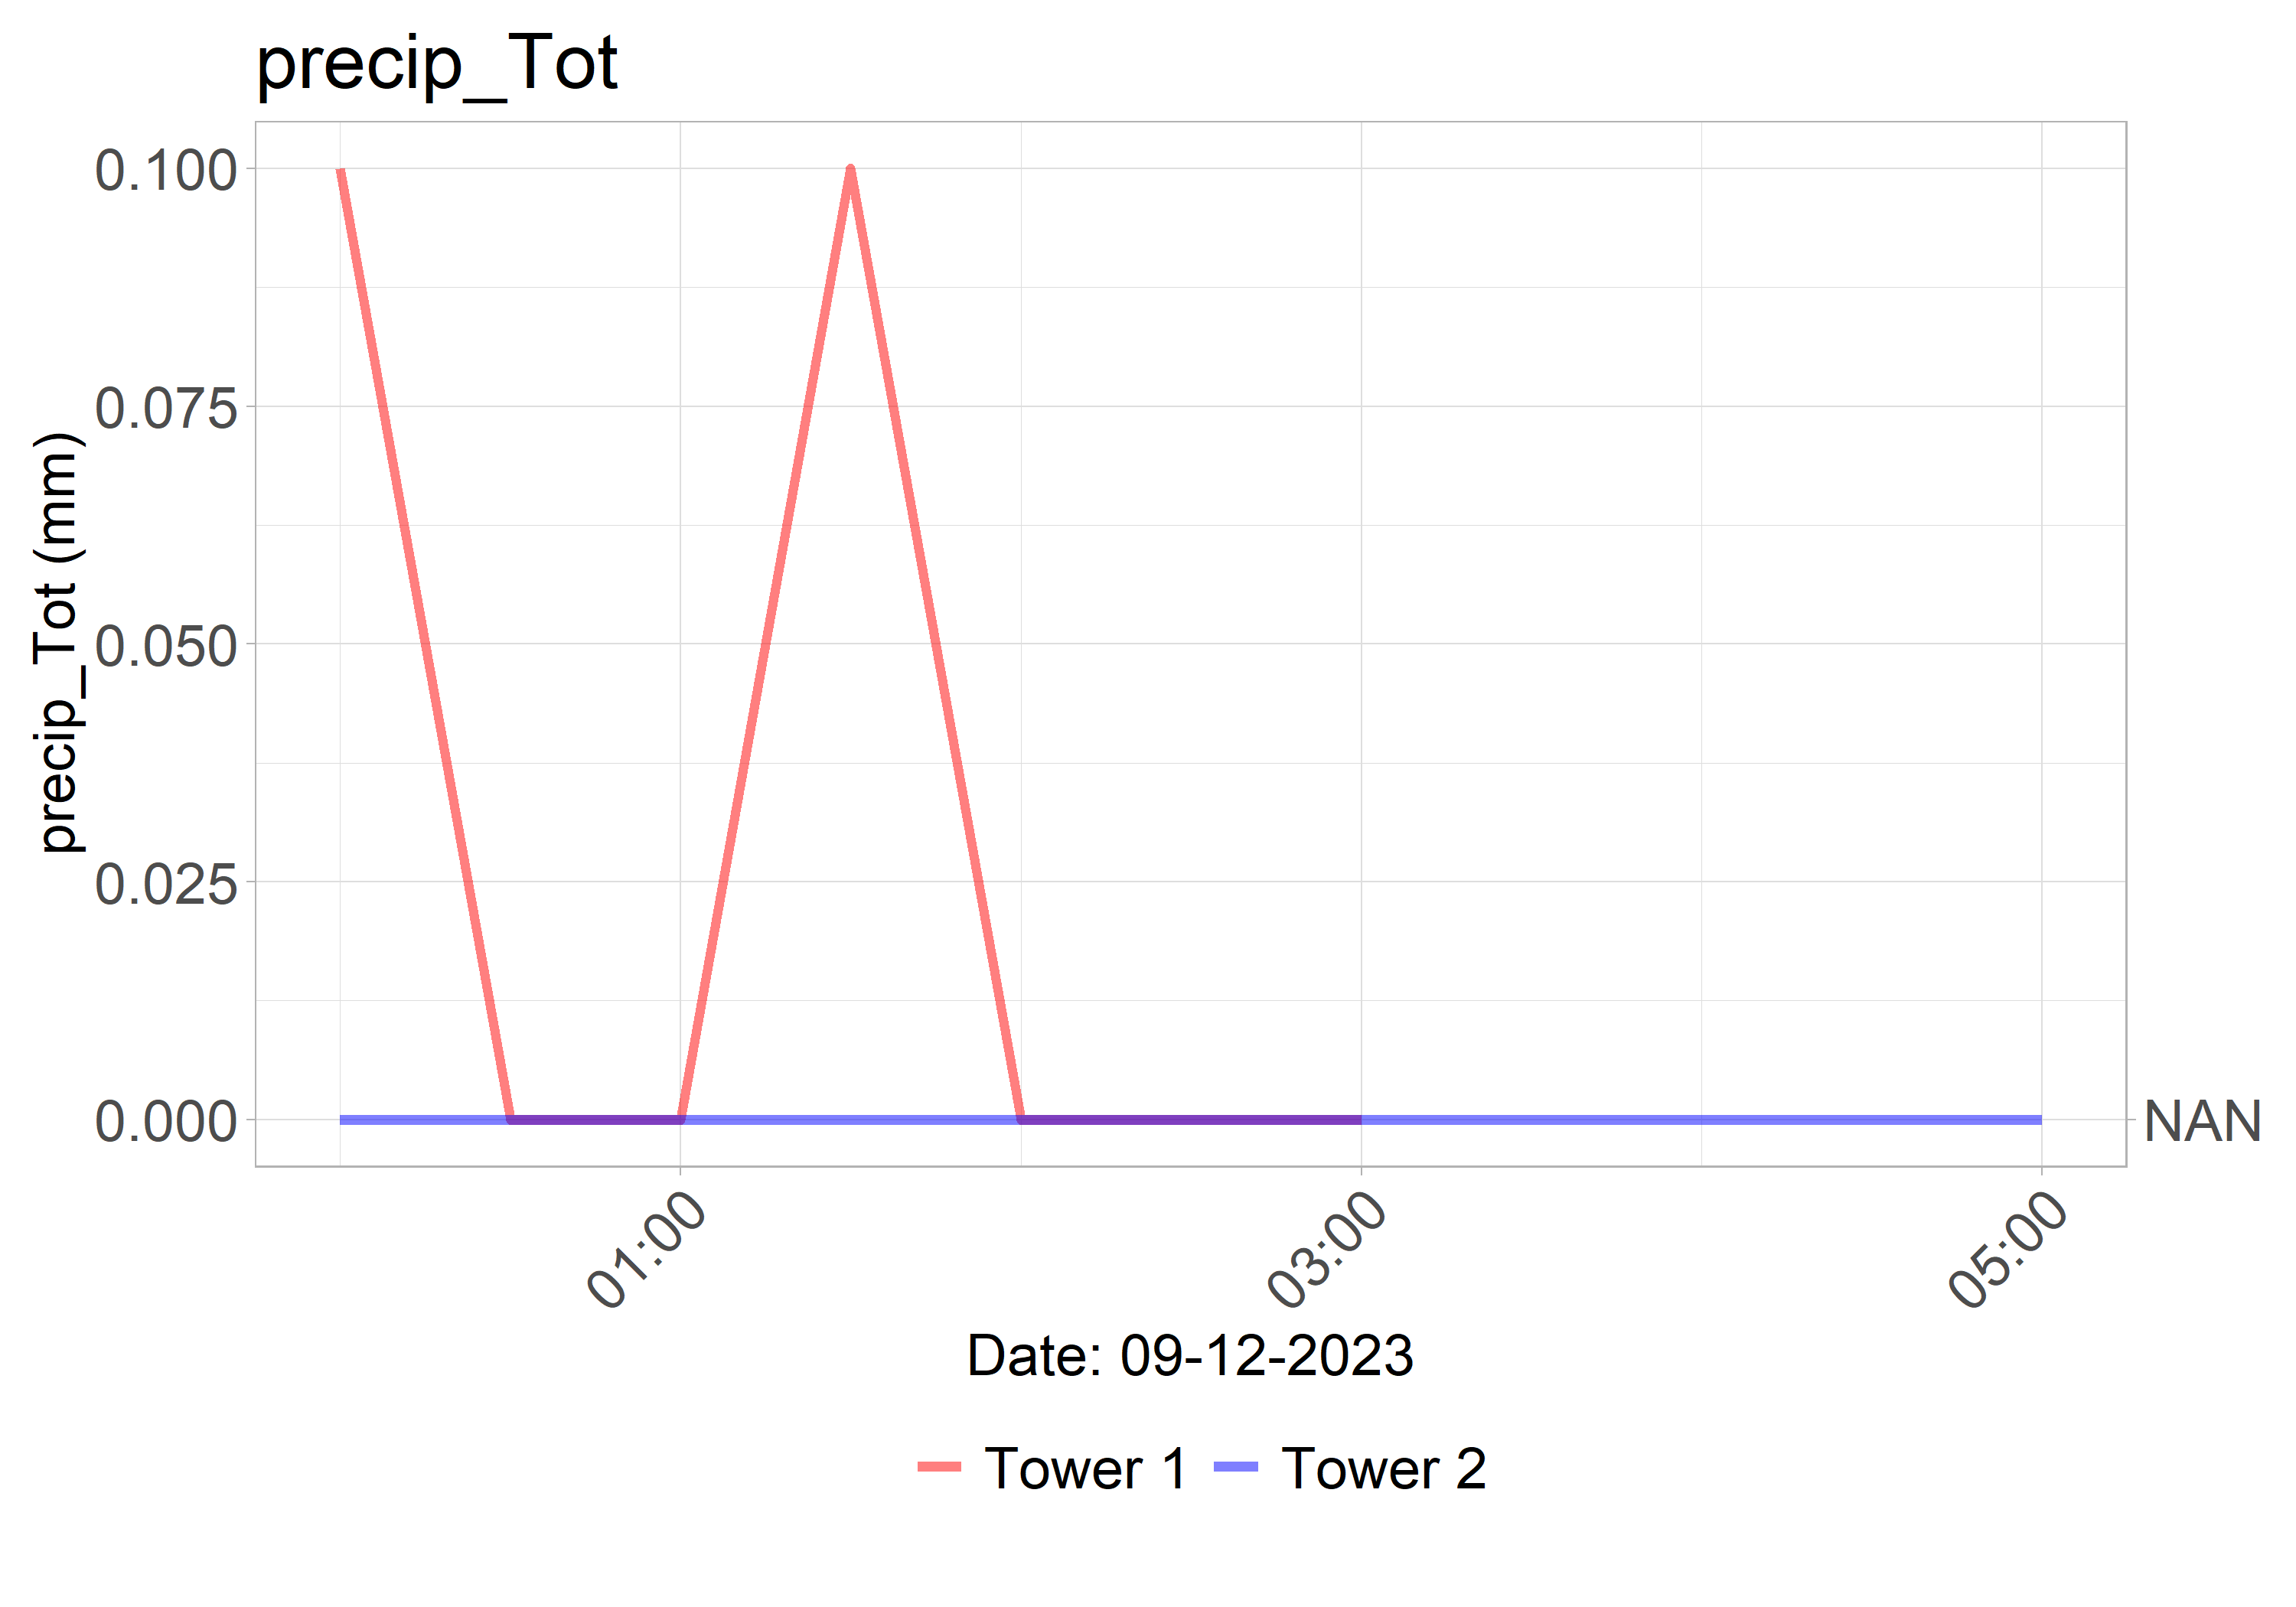 precip_Tot
precip_Tot (mm)
0.100
0.075
0.050
0.025
0.000
NAN
01:00
03:00
05:00
Date: 09-12-2023
Tower 1
Tower 2